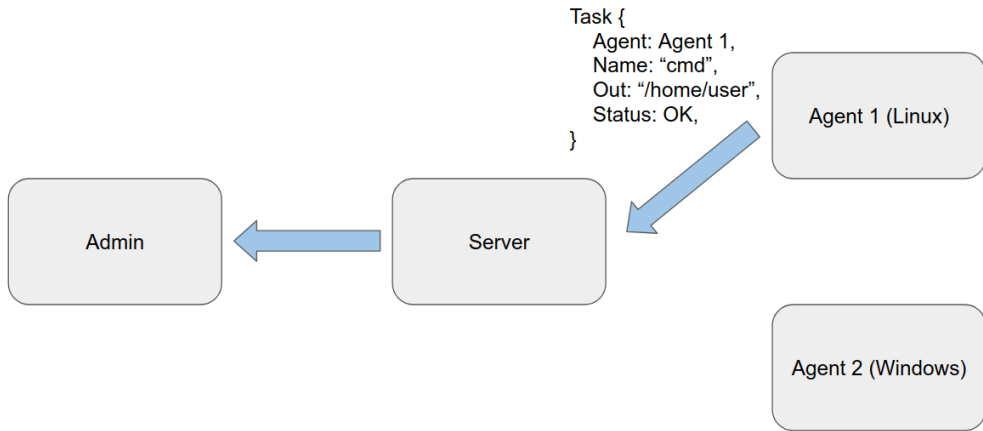 Task {
Agent: Agent 1,
Name: “cmd”,
Out: “/home/user”,
Status: OK,
}
Agent 1 (Linux)
Admin
Server
Agent 2 (Windows)